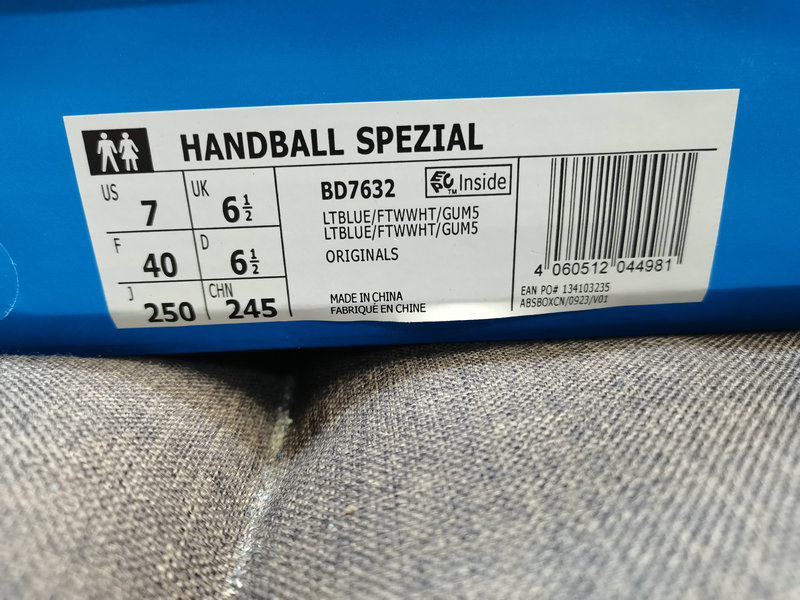 HANDBALL SPEZIAL
US 7 UK 6½
F 40 D 6½
J 250 CHN 245
BD7632
EPC™ Inside
LTBLUE/FTWWHT/GUM5
LTBLUE/FTWWHT/GUM5
ORIGINALS
MADE IN CHINA
FABRIQUÉ EN CHINE
4 060512 044981
EAN PO# 134103235
ABSBOXCN/0923/V01